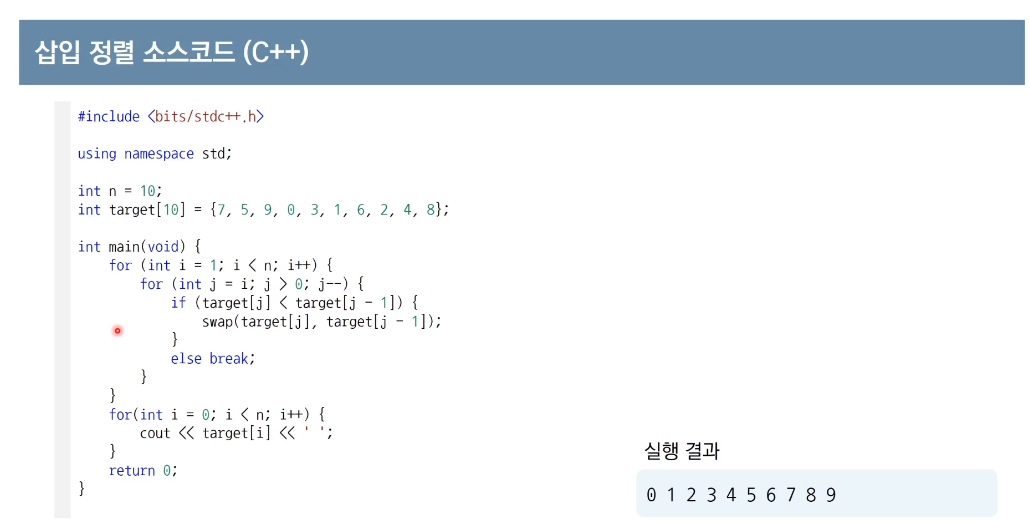 삽입 정렬 소스코드 (C++)
#include <bits/stdc++.h>
using namespace std;
int n = 10;
int target[10] = {7, 5, 9, 0, 3, 1, 6, 2, 4, 8};
int main(void) {
    for (int i = 1; i < n; i++) {
        for (int j = i; j > 0; j--) {
            if (target[j] < target[j - 1]) {
                swap(target[j], target[j - 1]);
            }
            else break;
        }
    }
    for(int i = 0; i < n; i++) {
        cout << target[i] << ' ';
    }
    return 0;
}
실행 결과
0 1 2 3 4 5 6 7 8 9